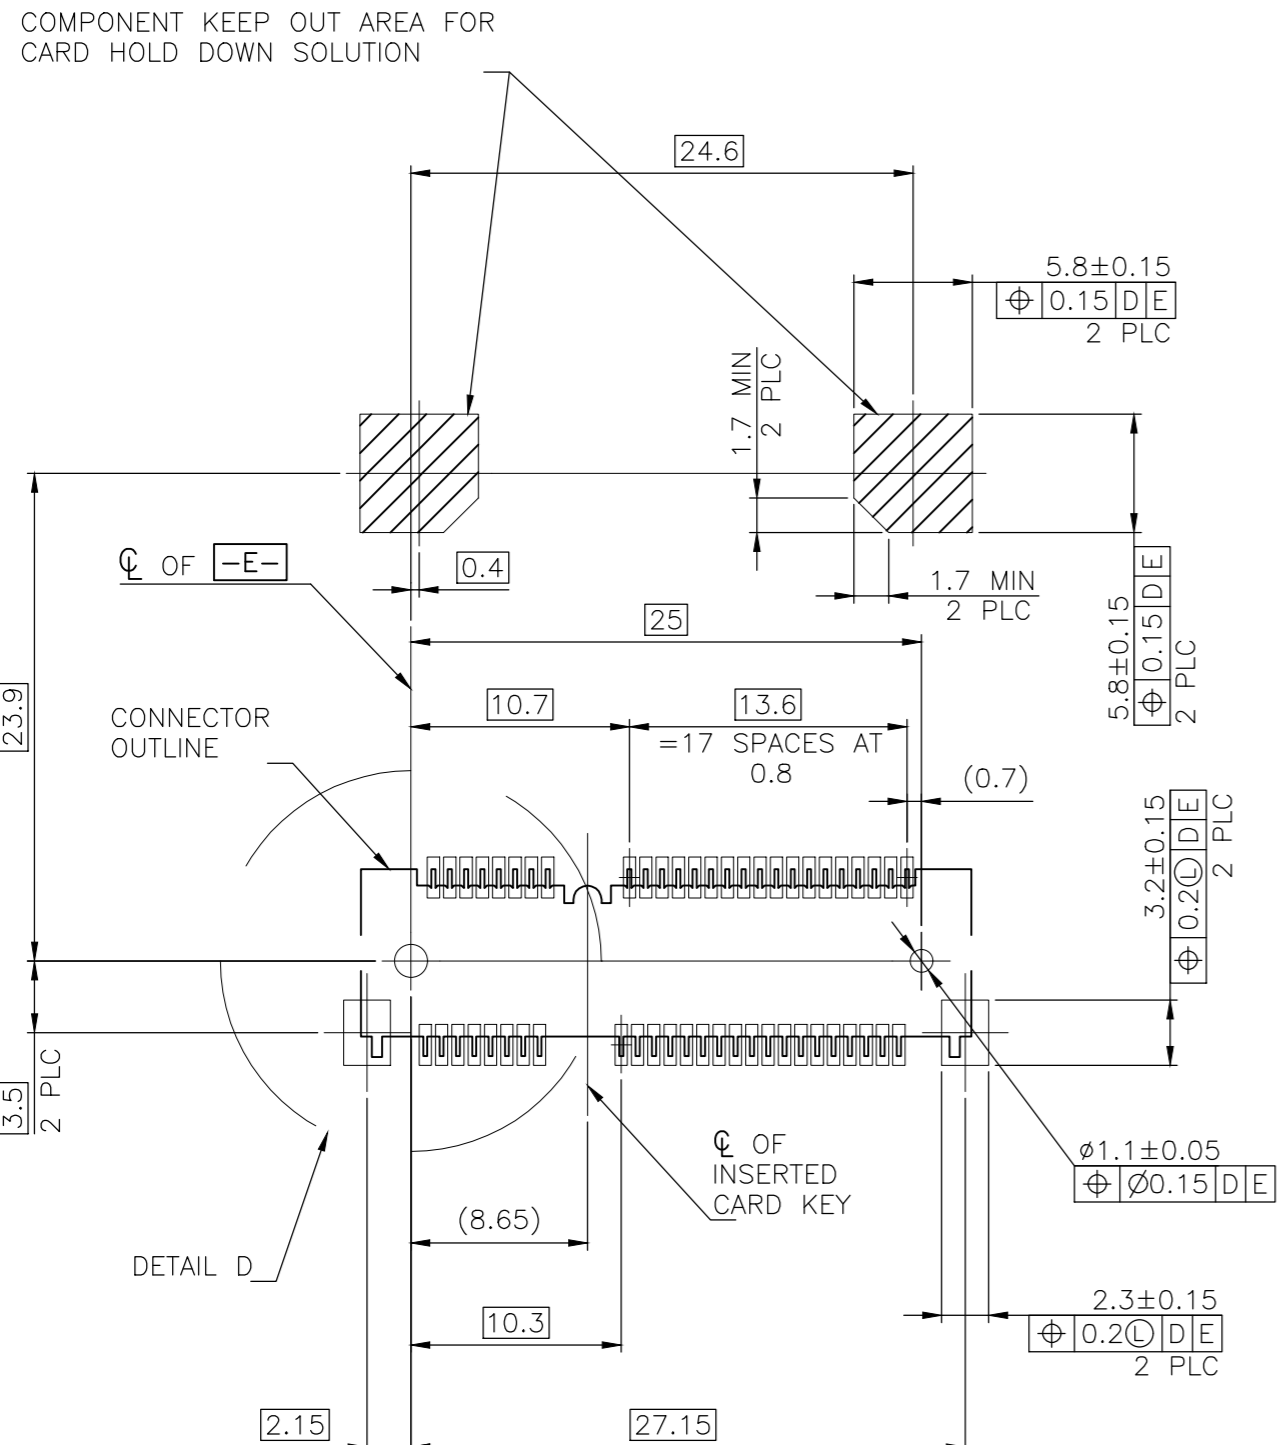 COMPONENT KEEP OUT AREA FOR
CARD HOLD DOWN SOLUTION
24.6
5.8±0.15
⌖ 0.15 D E
2 PLC
1.7 MIN
2 PLC
℄ OF -E-
0.4
1.7 MIN
2 PLC
5.8±0.15
⌖ 0.15 D E
2 PLC
25
23.9
CONNECTOR
OUTLINE
10.7
13.6
=17 SPACES AT
0.8
(0.7)
3.2±0.15
⌖ 0.2Ⓛ D E
2 PLC
3.5
2 PLC
℄ OF
INSERTED
CARD KEY
ø1.1±0.05
⌖ Ø0.15 D E
(8.65)
DETAIL D
10.3
2.3±0.15
⌖ 0.2Ⓛ D E
2 PLC
2.15
27.15